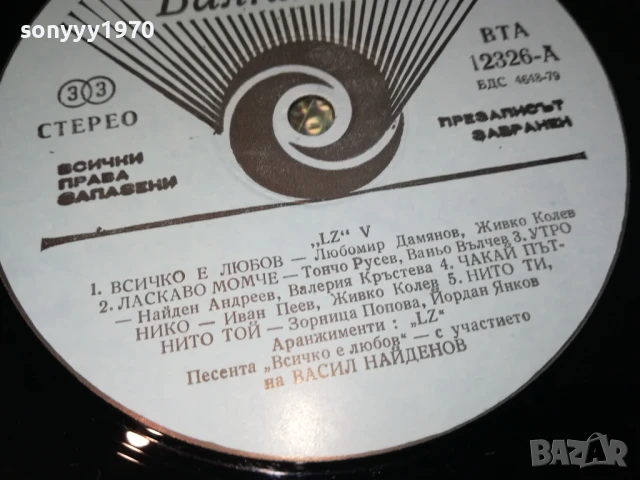 sonyyy1970
ВТА
12326-А
БДС 4648-79
33
СТЕРЕО
ВСИЧКИ
ПРАВА
ЗАПАЗЕНИ
ПРЕЗАПИСЪТ
ЗАБРАНЕН
„LZ“ V
1. ВСИЧКО Е ЛЮБОВ — Любомир Дамянов, Живко Колев
2. ЛАСКАВО МОМЧЕ — Тончо Русев, Ваньо Вълчев 3. УТРО
— Найден Андреев, Валерия Кръстева 4. ЧАКАЙ ПЪТ-
НИКО — Иван Пеев, Живко Колев 5. НИТО ТИ,
НИТО ТОЙ — Зорница Попова, Йордан Янков
Аранжименти : „LZ“
Песента „Всичко е любов“ — с участието
на ВАСИЛ НАЙДЕНОВ
BAZAR